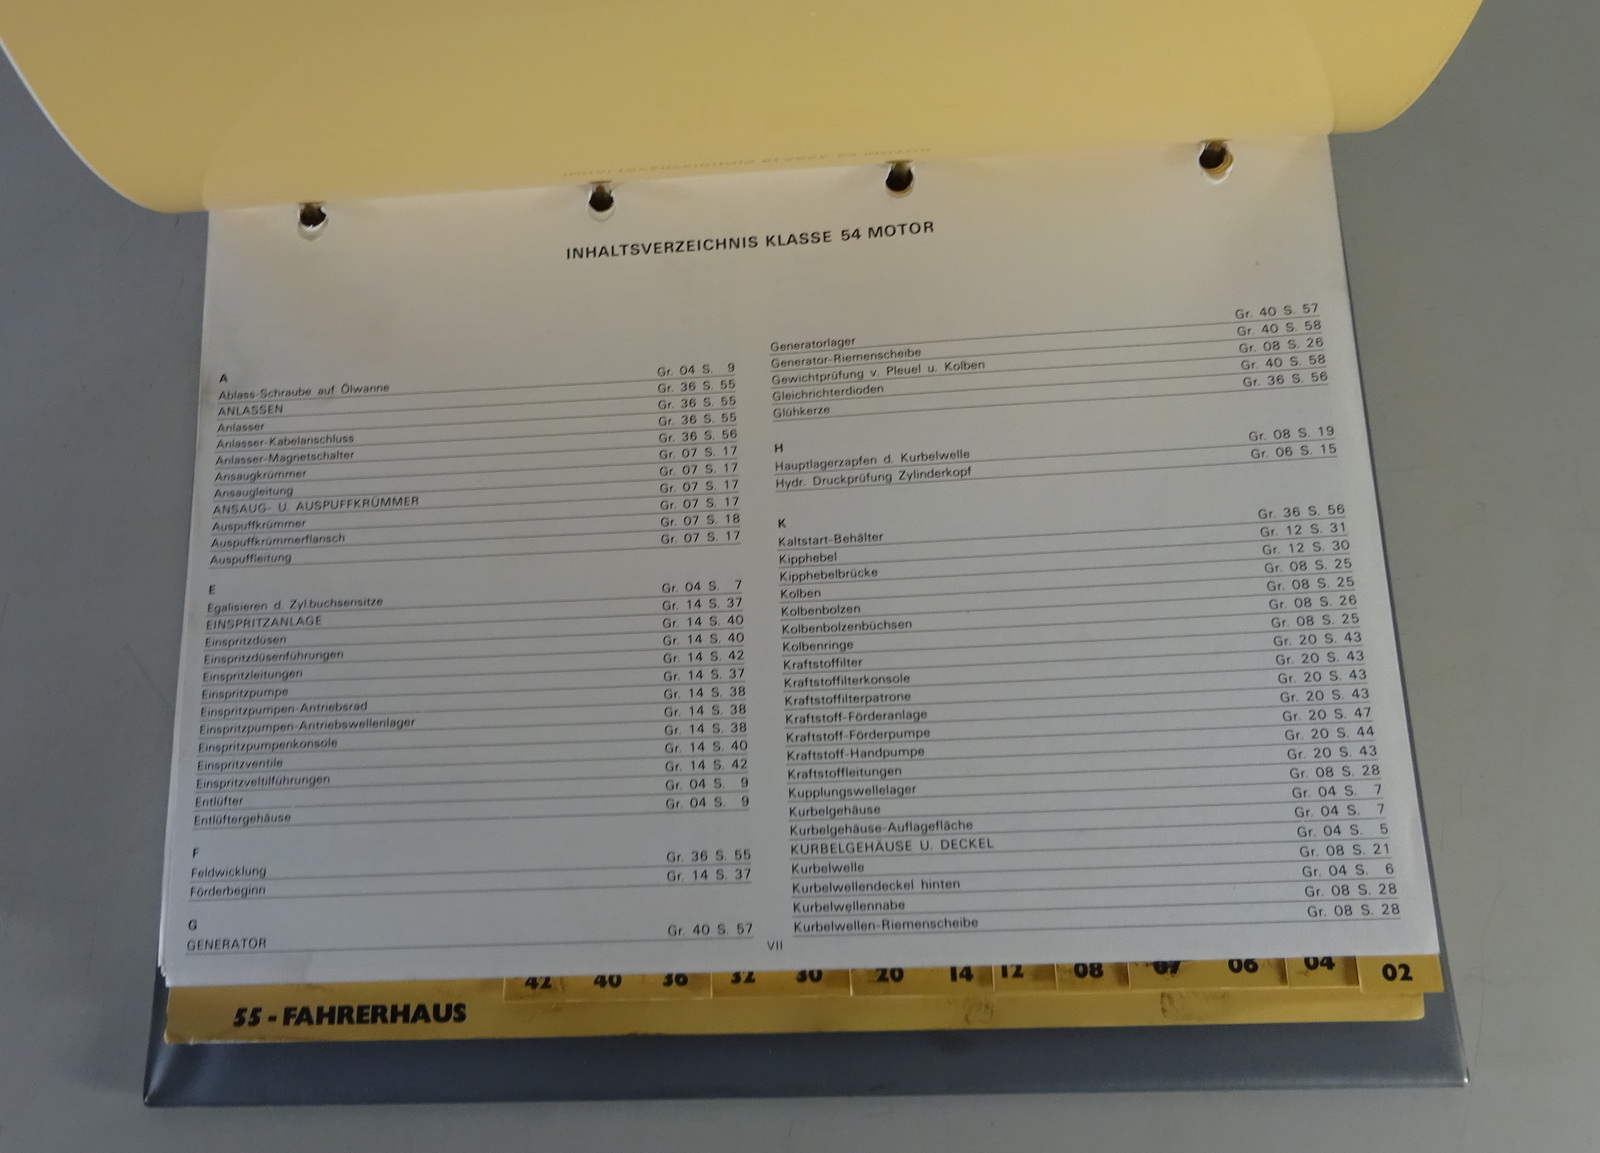 INHALTSVERZEICHNIS KLASSE 54 MOTOR
A
Ablass-Schraube auf Ölwanne Gr. 04 S. 9
ANLASSEN Gr. 36 S. 55
Anlasser Gr. 36 S. 55
Anlasser-Kabelanschluss Gr. 36 S. 55
Anlasser-Magnetschalter Gr. 36 S. 56
Ansaugkrümmer Gr. 07 S. 17
Ansaugleitung Gr. 07 S. 17
ANSAUG- U. AUSPUFFKRÜMMER Gr. 07 S. 17
Auspuffkrümmer Gr. 07 S. 17
Auspuffkrümmerflansch Gr. 07 S. 18
Auspuffleitung Gr. 07 S. 17
E
Egalisieren d. Zyl.buchsensitze Gr. 04 S. 7
EINSPRITZANLAGE Gr. 14 S. 37
Einspritzdüsen Gr. 14 S. 40
Einspritzdüsenführungen Gr. 14 S. 40
Einspritzleitungen Gr. 14 S. 42
Einspritzpumpe Gr. 14 S. 37
Einspritzpumpen-Antriebsrad Gr. 14 S. 38
Einspritzpumpen-Antriebswellenlager Gr. 14 S. 38
Einspritzpumpenkonsole Gr. 14 S. 38
Einspritzventile Gr. 14 S. 40
Einspritzveltilführungen Gr. 14 S. 42
Entlüfter Gr. 04 S. 9
Entlüftergehäuse Gr. 04 S. 9
F
Feldwicklung Gr. 36 S. 55
Förderbeginn Gr. 14 S. 37
G
GENERATOR Gr. 40 S. 57
Generatorlager Gr. 40 S. 57
Generator-Riemenscheibe Gr. 40 S. 58
Gewichtprüfung v. Pleuel u. Kolben Gr. 08 S. 26
Gleichrichterdioden Gr. 40 S. 58
Glühkerze Gr. 36 S. 56
H
Hauptlagerzapfen d. Kurbelwelle Gr. 08 S. 19
Hydr. Druckprüfung Zylinderkopf Gr. 06 S. 15
K
Kaltstart-Behälter Gr. 36 S. 56
Kipphebel Gr. 12 S. 31
Kipphebelbrücke Gr. 12 S. 30
Kolben Gr. 08 S. 25
Kolbenbolzen Gr. 08 S. 25
Kolbenbolzenbüchsen Gr. 08 S. 26
Kolbenringe Gr. 08 S. 25
Kraftstoffilter Gr. 20 S. 43
Kraftstoffilterkonsole Gr. 20 S. 43
Kraftstoffilterpatrone Gr. 20 S. 43
Kraftstoff-Förderanlage Gr. 20 S. 43
Kraftstoff-Förderpumpe Gr. 20 S. 47
Kraftstoff-Handpumpe Gr. 20 S. 44
Kraftstoffleitungen Gr. 20 S. 43
Kupplungswellelager Gr. 08 S. 28
Kurbelgehäuse Gr. 04 S. 7
Kurbelgehäuse-Auflagefläche Gr. 04 S. 7
KURBELGEHÄUSE U. DECKEL Gr. 04 S. 5
Kurbelwelle Gr. 08 S. 21
Kurbelwellendeckel hinten Gr. 04 S. 6
Kurbelwellennabe Gr. 08 S. 28
Kurbelwellen-Riemenscheibe Gr. 08 S. 28
VII
42 40 36 32 30 20 14 12 08 07 06 04 02
55 - FAHRERHAUS